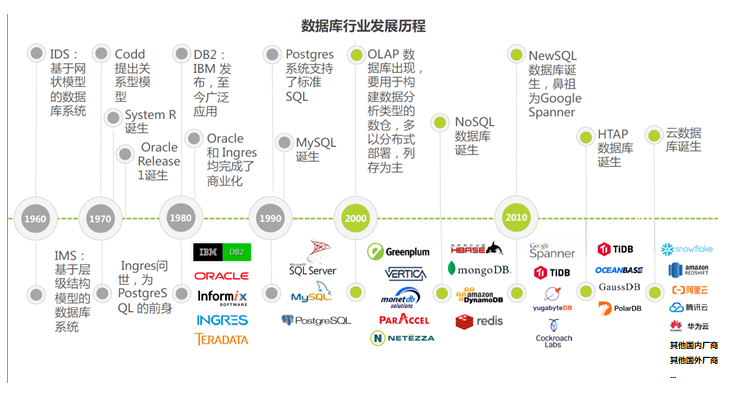 数据库行业发展历程
IDS：
基于网
状模型
的数据
库系统
Codd
提出关
系型模
型
System R
诞生
Oracle
Release
1诞生
DB2：
IBM 发
布，至
今广泛
应用
Oracle
和 Ingres
均完成了
商业化
Postgres
系统支持
了标准
SQL
MySQL
诞生
OLAP 数
据库出现，
要用于构
建数据分
析类型的
数仓，多
以分布式
部署，列
存为主
NoSQL
数据库
诞生
NewSQL
数据库诞
生，鼻祖
为Google
Spanner
HTAP
数据库
诞生
云数据
库诞生
1960
1970
1980
1990
2000
2010
IMS：
基于层
级结构
模型的
数据库
系统
Ingres问
世，为
PostgreS
QL 的前身
IBM DB2
ORACLE
Informix
SOFTWARE
INGRES
TERADATA
Microsoft
SQL Server
MySQL
PostgreSQL
Greenplum
VERTICA
monetdb
solutions
PARACCEL
NETEZZA
APACHE
HBASE
mongoDB
amazon
DynamoDB
redis
Google
Spanner
TiDB
yugabyteDB
Cockroach
LABS
TiDB
OCEANBASE
GaussDB
PolarDB
snowflake
amazon
REDSHIFT
阿里云
腾讯云
华为云
其他国内厂商
其他国外厂商
...